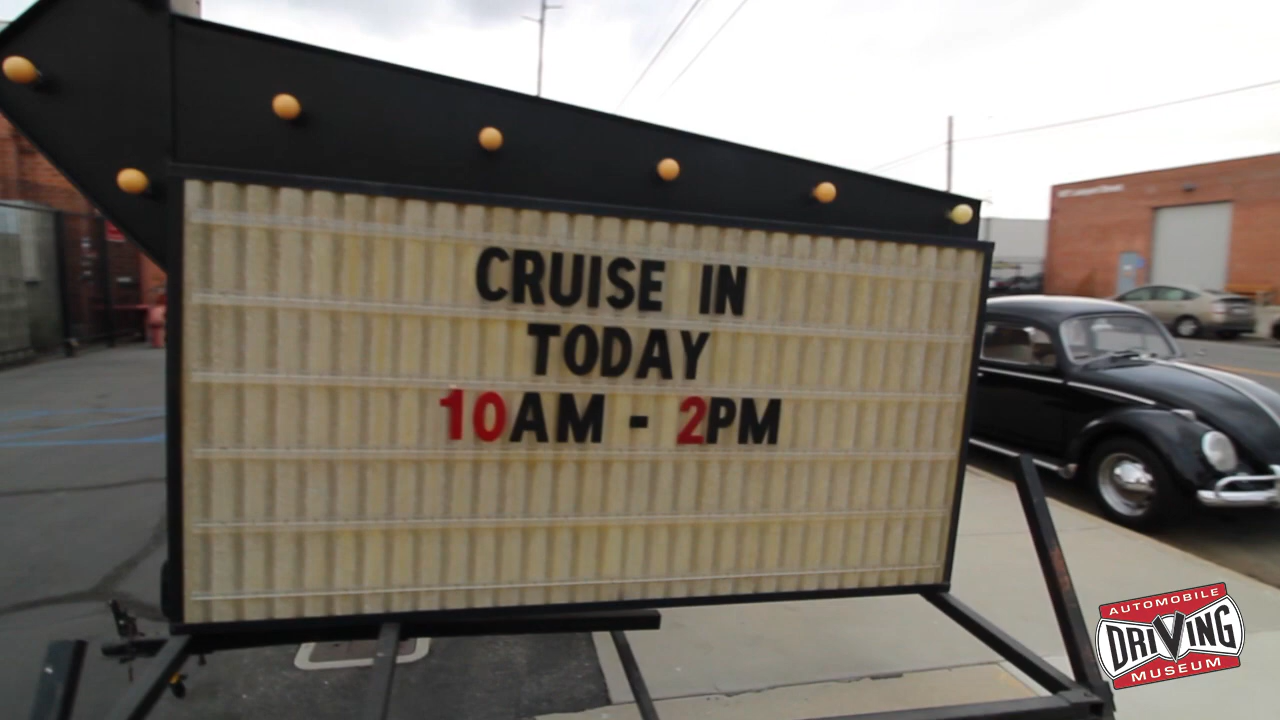 CRUISE IN
TODAY
10AM - 2PM
AUTOMOBILE
DRIVING
MUSEUM